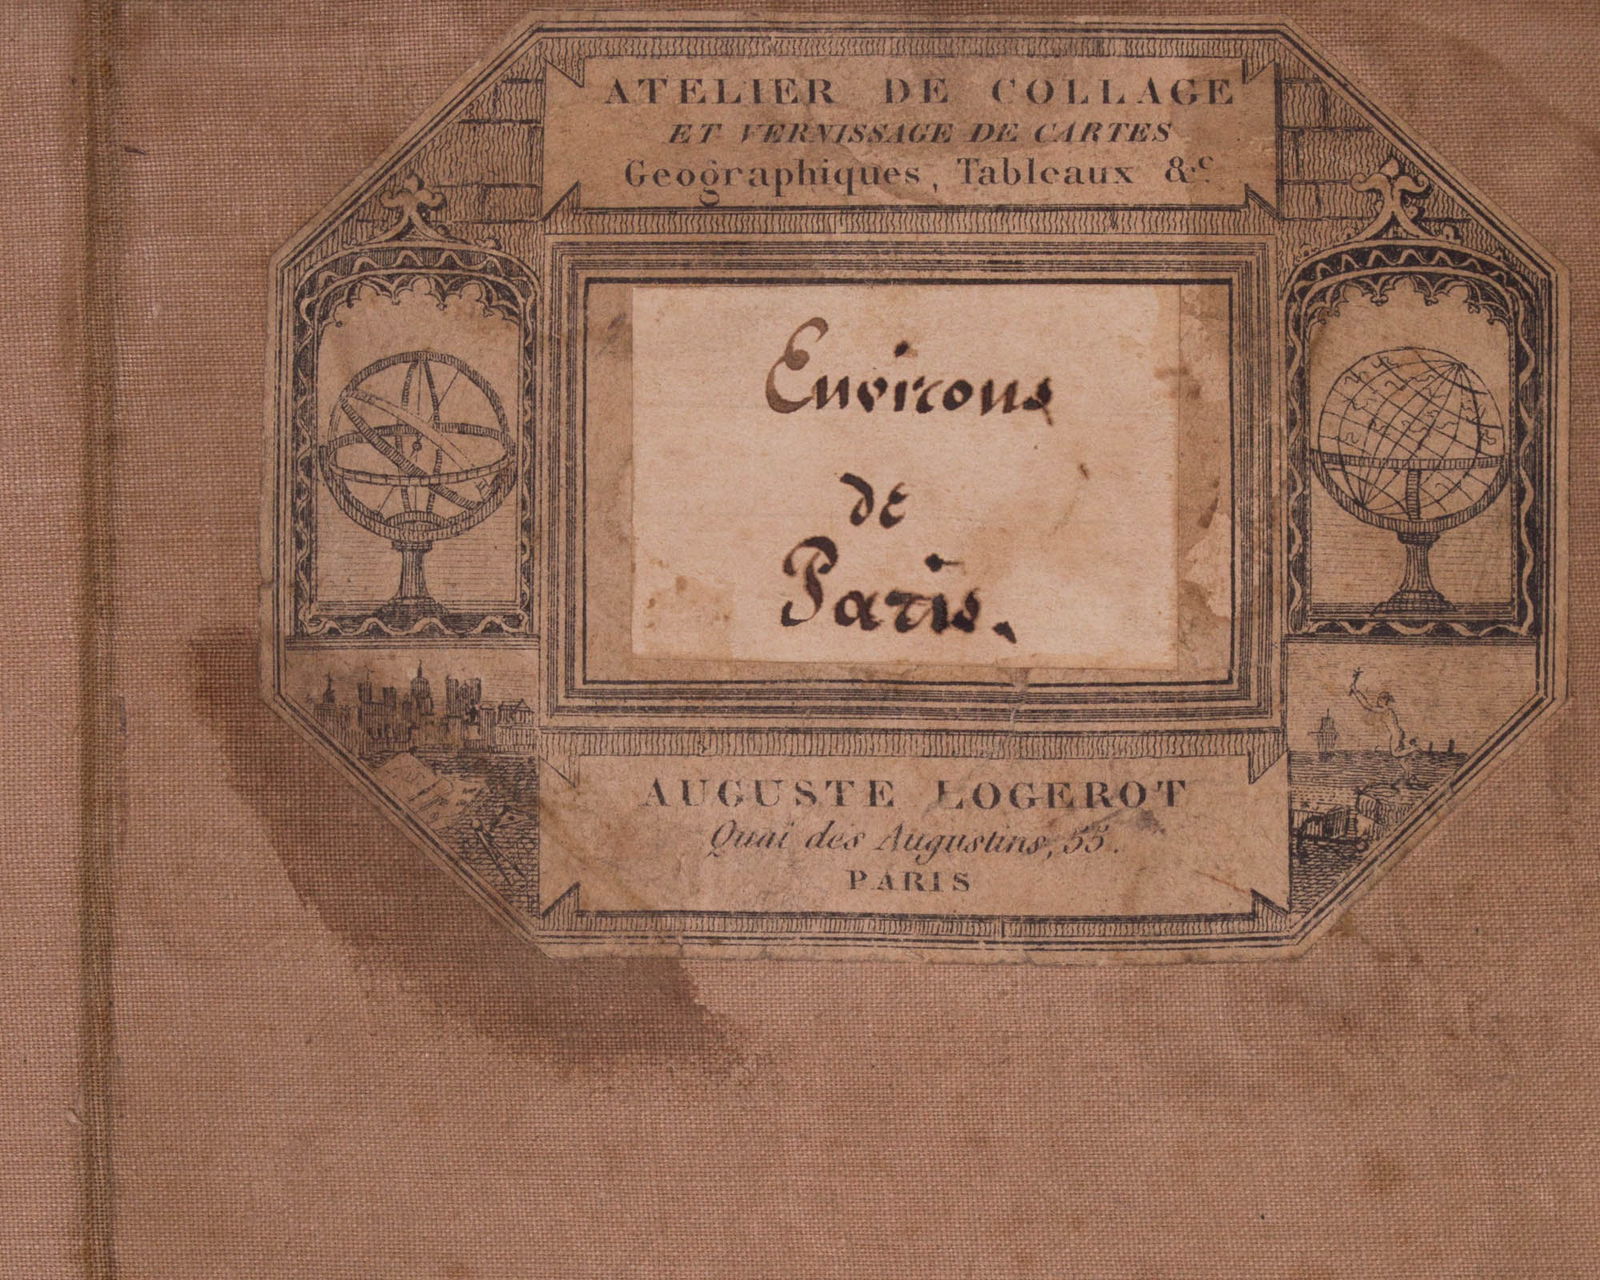 ATELIER DE COLLAGE
ET VERNISSAGE DE CARTES
Geographiques, Tableaux &c
Environs
de
Paris.
AUGUSTE LOGEROT
Quai des Augustins, 55.
PARIS